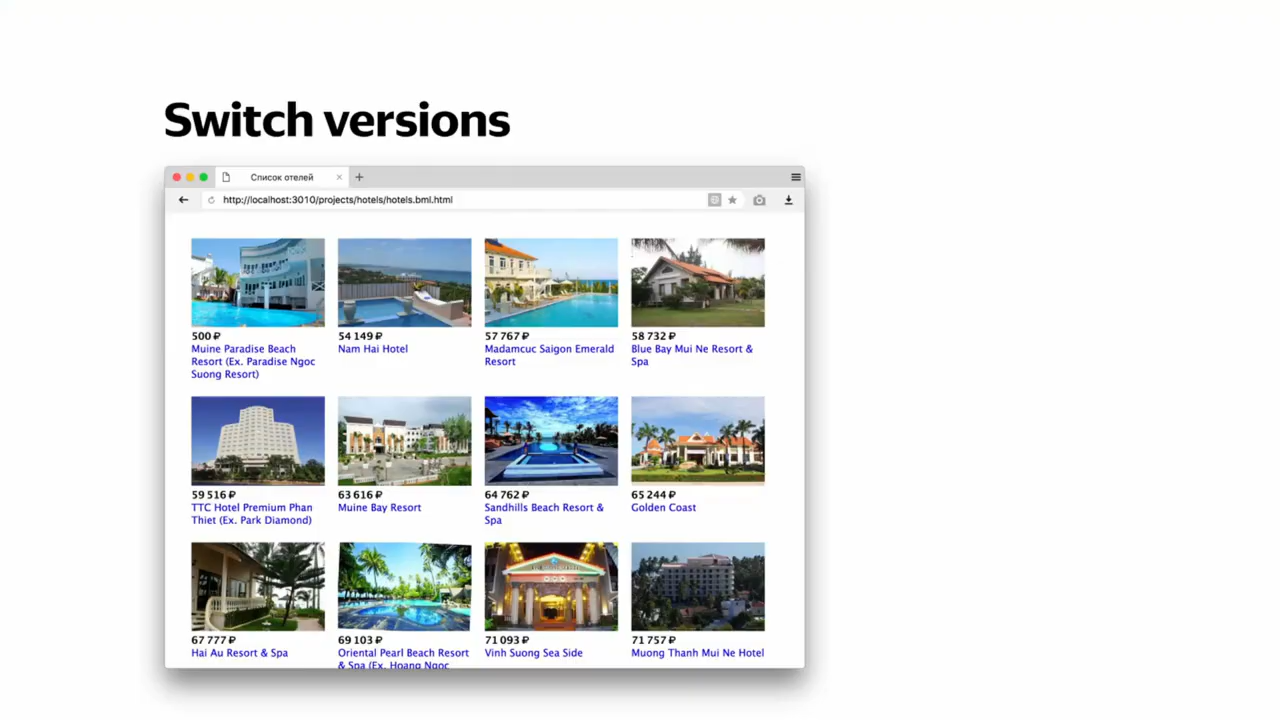 Switch versions
Список отелей
http://localhost:3010/projects/hotels/hotels.bml.html
500 ₽
Muine Paradise Beach
Resort (Ex. Paradise Ngoc
Suong Resort)
54 149 ₽
Nam Hai Hotel
57 767 ₽
Madamcuc Saigon Emerald
Resort
58 732 ₽
Blue Bay Mui Ne Resort &
Spa
59 516 ₽
TTC Hotel Premium Phan
Thiet (Ex. Park Diamond)
63 616 ₽
Muine Bay Resort
64 762 ₽
Sandhills Beach Resort &
Spa
65 244 ₽
Golden Coast
67 777 ₽
Hai Au Resort & Spa
69 103 ₽
Oriental Pearl Beach Resort
& Spa (Ex. Hoang Ngoc
71 093 ₽
Vinh Suong Sea Side
71 757 ₽
Muong Thanh Mui Ne Hotel